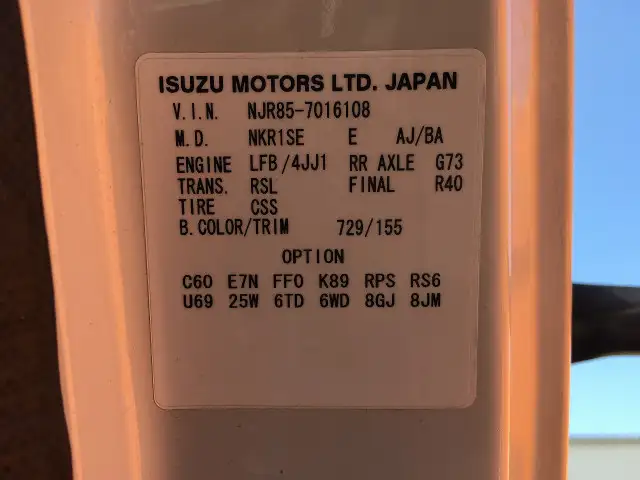 ISUZU MOTORS LTD. JAPAN
V.I.N. NJR85-7016108
M.D. NKR1SE E AJ/BA
ENGINE LFB/4JJ1 RR AXLE G73
TRANS. RSL FINAL R40
TIRE CSS
B.COLOR/TRIM 729/155
OPTION
C60 E7N FF0 K89 RPS RS6
U69 25W 6TD 6WD 8GJ 8JM